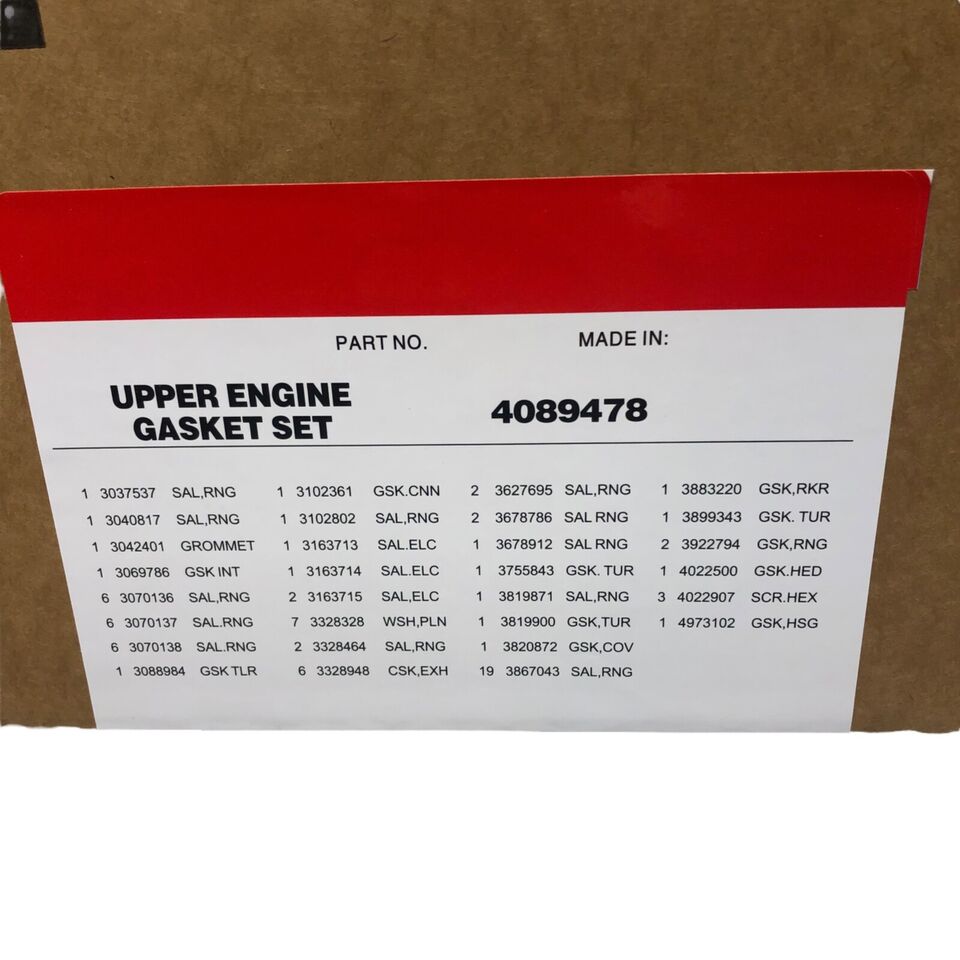 PART NO. MADE IN:
UPPER ENGINE
GASKET SET
4089478
1 3037537 SAL,RNG 1 3102361 GSK.CNN 2 3627695 SAL,RNG 1 3883220 GSK,RKR
1 3040817 SAL,RNG 1 3102802 SAL,RNG 2 3678786 SAL RNG 1 3899343 GSK. TUR
1 3042401 GROMMET 1 3163713 SAL.ELC 1 3678912 SAL RNG 2 3922794 GSK,RNG
1 3069786 GSK INT 1 3163714 SAL.ELC 1 3755843 GSK. TUR 1 4022500 GSK.HED
6 3070136 SAL,RNG 2 3163715 SAL,ELC 1 3819871 SAL,RNG 3 4022907 SCR.HEX
6 3070137 SAL.RNG 7 3328328 WSH,PLN 1 3819900 GSK,TUR 1 4973102 GSK,HSG
6 3070138 SAL.RNG 2 3328464 SAL,RNG 1 3820872 GSK,COV
1 3088984 GSK TLR 6 3328948 CSK,EXH 19 3867043 SAL,RNG